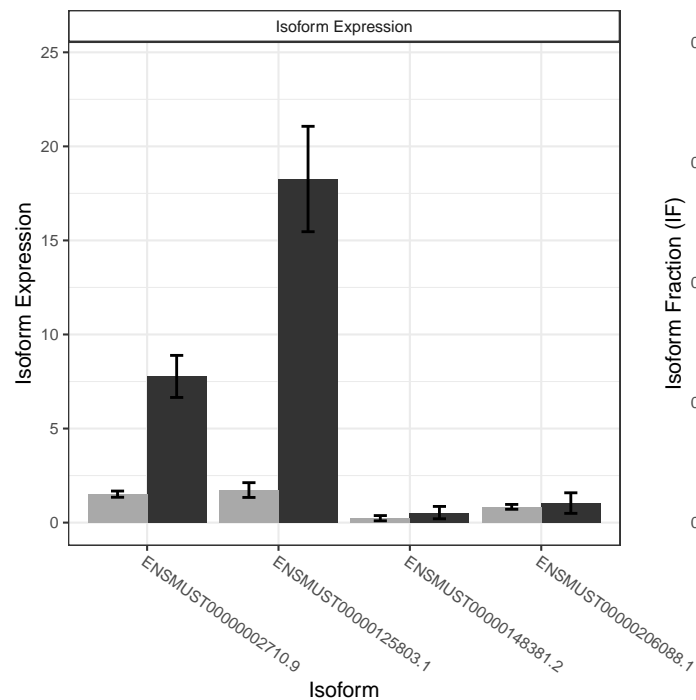 Isoform Expression
25
20
15
10
5
0
Isoform Expression
ENSMUST00000002710.9
ENSMUST00000125803.1
ENSMUST00000148381.2
ENSMUST00000206088.1
Isoform
Isoform Fraction (IF)